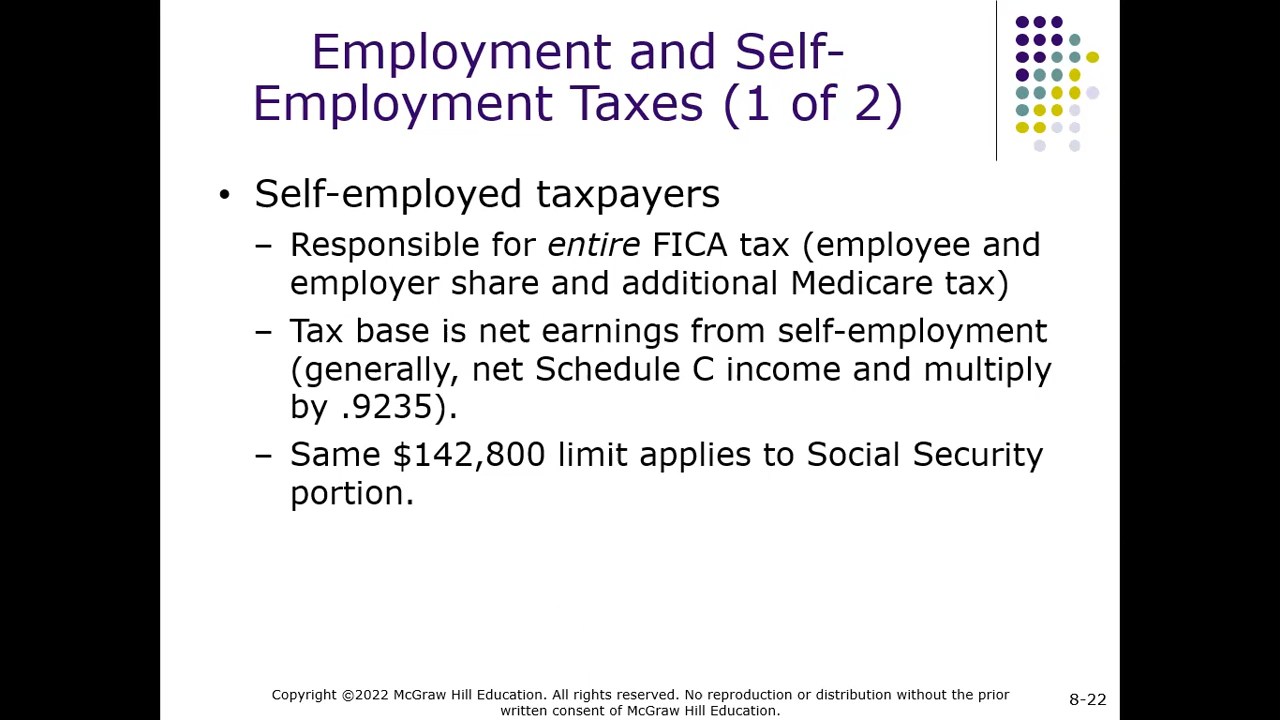 Employment and Self-
Employment Taxes (1 of 2)
• Self-employed taxpayers
– Responsible for entire FICA tax (employee and
employer share and additional Medicare tax)
– Tax base is net earnings from self-employment
(generally, net Schedule C income and multiply
by .9235).
– Same $142,800 limit applies to Social Security
portion.
Copyright ©2022 McGraw Hill Education. All rights reserved. No reproduction or distribution without the prior
written consent of McGraw Hill Education.
8-22